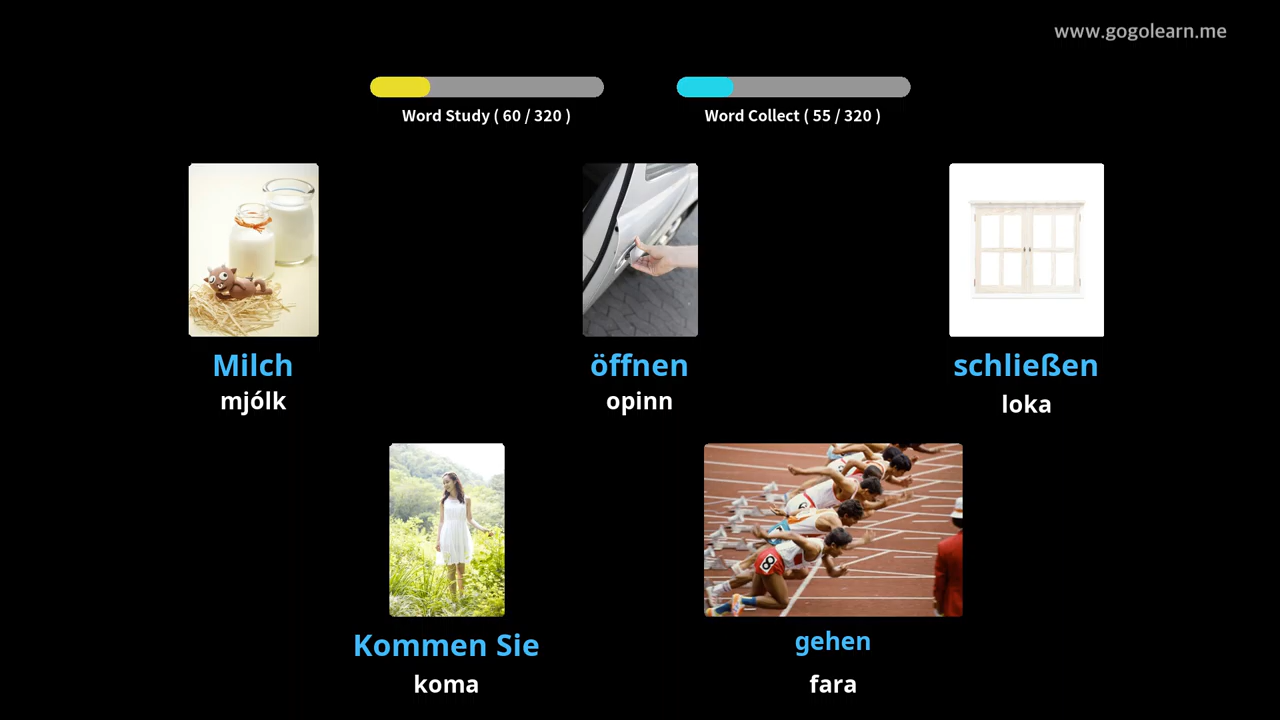 www.gogolearn.me
Word Study ( 60 / 320 )
Word Collect ( 55 / 320 )
Milch
mjólk
öffnen
opinn
schließen
loka
Kommen Sie
koma
gehen
fara
8